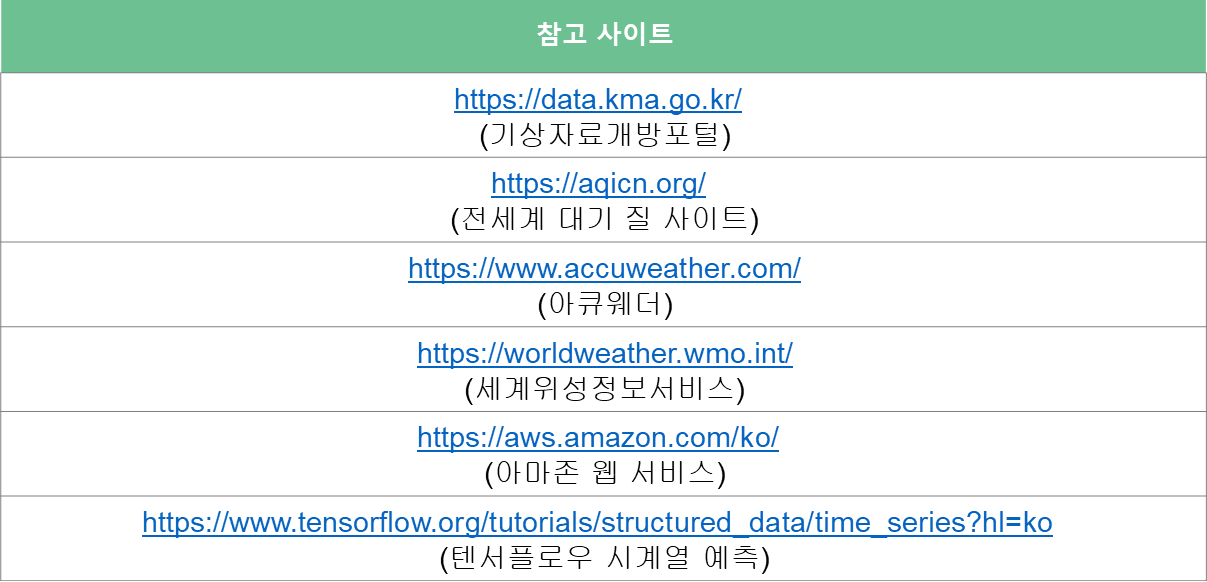 참고 사이트
https://data.kma.go.kr/
(기상자료개방포털)
https://aqicn.org/
(전세계 대기 질 사이트)
https://www.accuweather.com/
(아큐웨더)
https://worldweather.wmo.int/
(세계위성정보서비스)
https://aws.amazon.com/ko/
(아마존 웹 서비스)
https://www.tensorflow.org/tutorials/structured_data/time_series?hl=ko
(텐서플로우 시계열 예측)